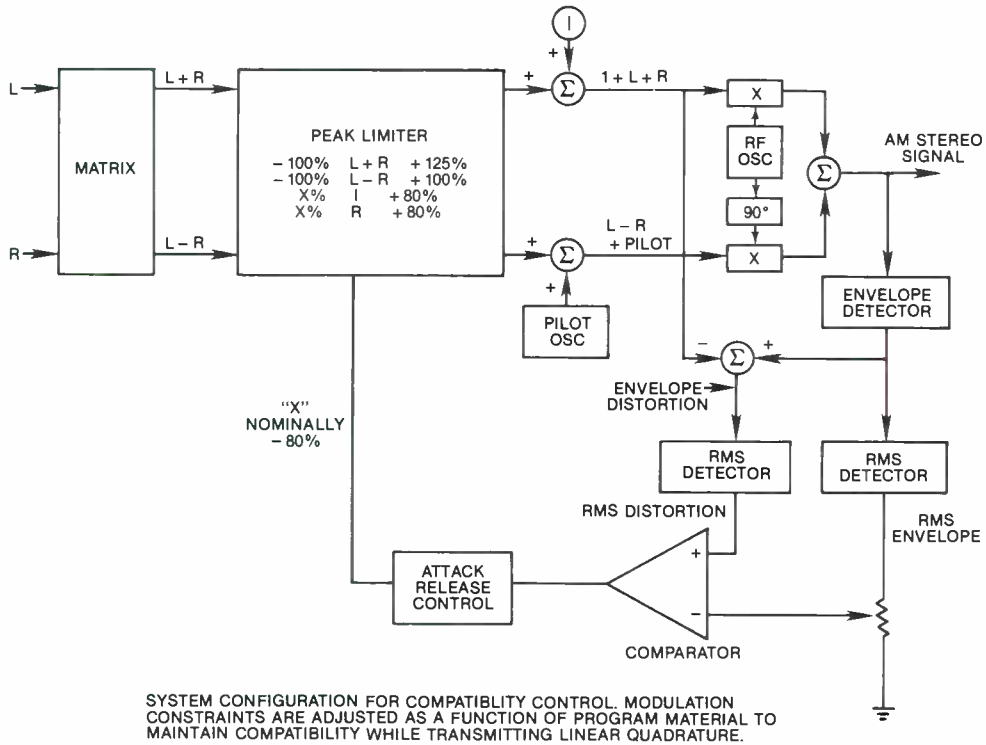 I
+
L
L + R
+
Σ
1 + L + R
X
PEAK LIMITER
− 100% L + R + 125%
− 100% L − R + 100%
X% I + 80%
X% R + 80%
MATRIX
RF
OSC
Σ
AM STEREO
SIGNAL
90°
R
L − R
+
Σ
L − R
+ PILOT
X
+
PILOT
OSC
ENVELOPE
DETECTOR
−
Σ
+
ENVELOPE
DISTORTION
"X"
NOMINALLY
− 80%
RMS
DETECTOR
RMS
DETECTOR
RMS DISTORTION
RMS
ENVELOPE
ATTACK
RELEASE
CONTROL
+
−
COMPARATOR
SYSTEM CONFIGURATION FOR COMPATIBLITY CONTROL. MODULATION
CONSTRAINTS ARE ADJUSTED AS A FUNCTION OF PROGRAM MATERIAL TO
MAINTAIN COMPATIBILITY WHILE TRANSMITTING LINEAR QUADRATURE.